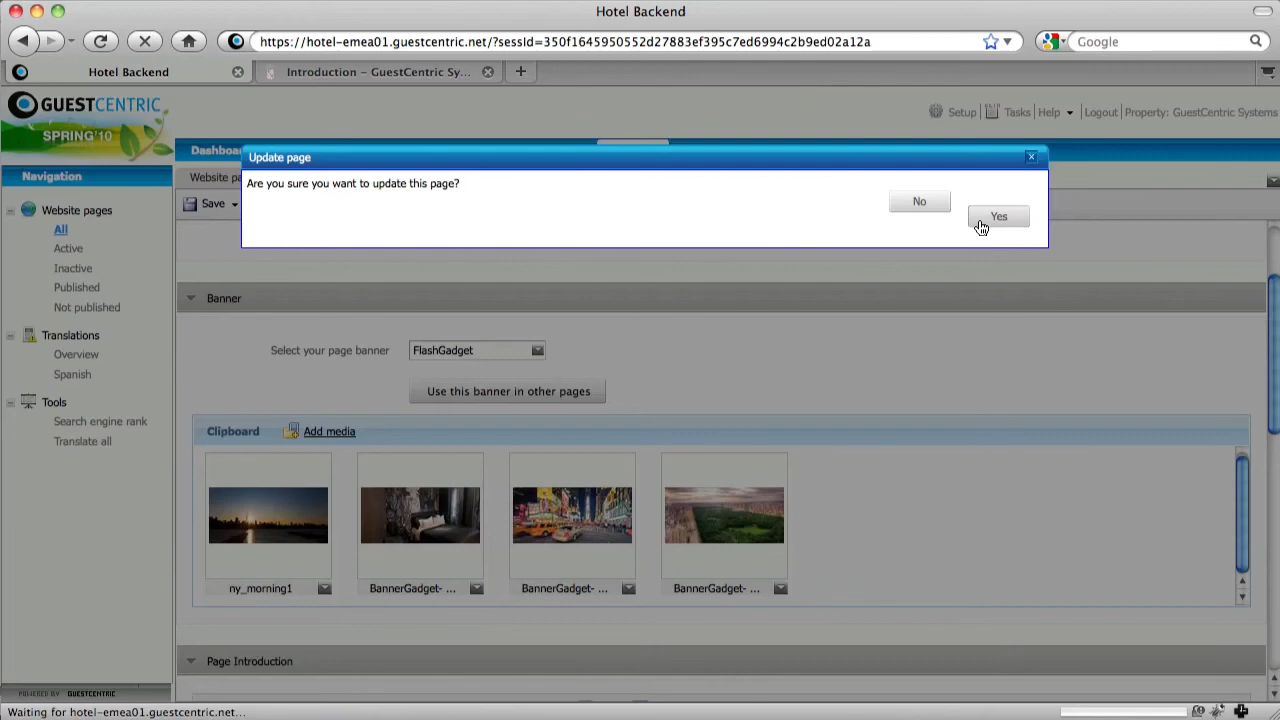 Hotel Backend
https://hotel-emea01.guestcentric.net/?sessId=350f1645950552d27883ef395c7ed6994c2b9ed02a12a
Google
Hotel Backend
Introduction – GuestCentric Sy...
GUESTCENTRIC
SPRING'10
Setup
Tasks
Help
Logout
Property: GuestCentric Systems
Navigation
Website pages
All
Active
Inactive
Published
Not published
Translations
Overview
Spanish
Tools
Search engine rank
Translate all
POWERED BY GUESTCENTRIC
Dashboa
Website pa
Save
Update page
Are you sure you want to update this page?
No
Yes
Banner
Select your page banner
FlashGadget
Use this banner in other pages
Clipboard
Add media
ny_morning1
BannerGadget- ...
BannerGadget- ...
BannerGadget- ...
Page Introduction
Waiting for hotel-emea01.guestcentric.net...